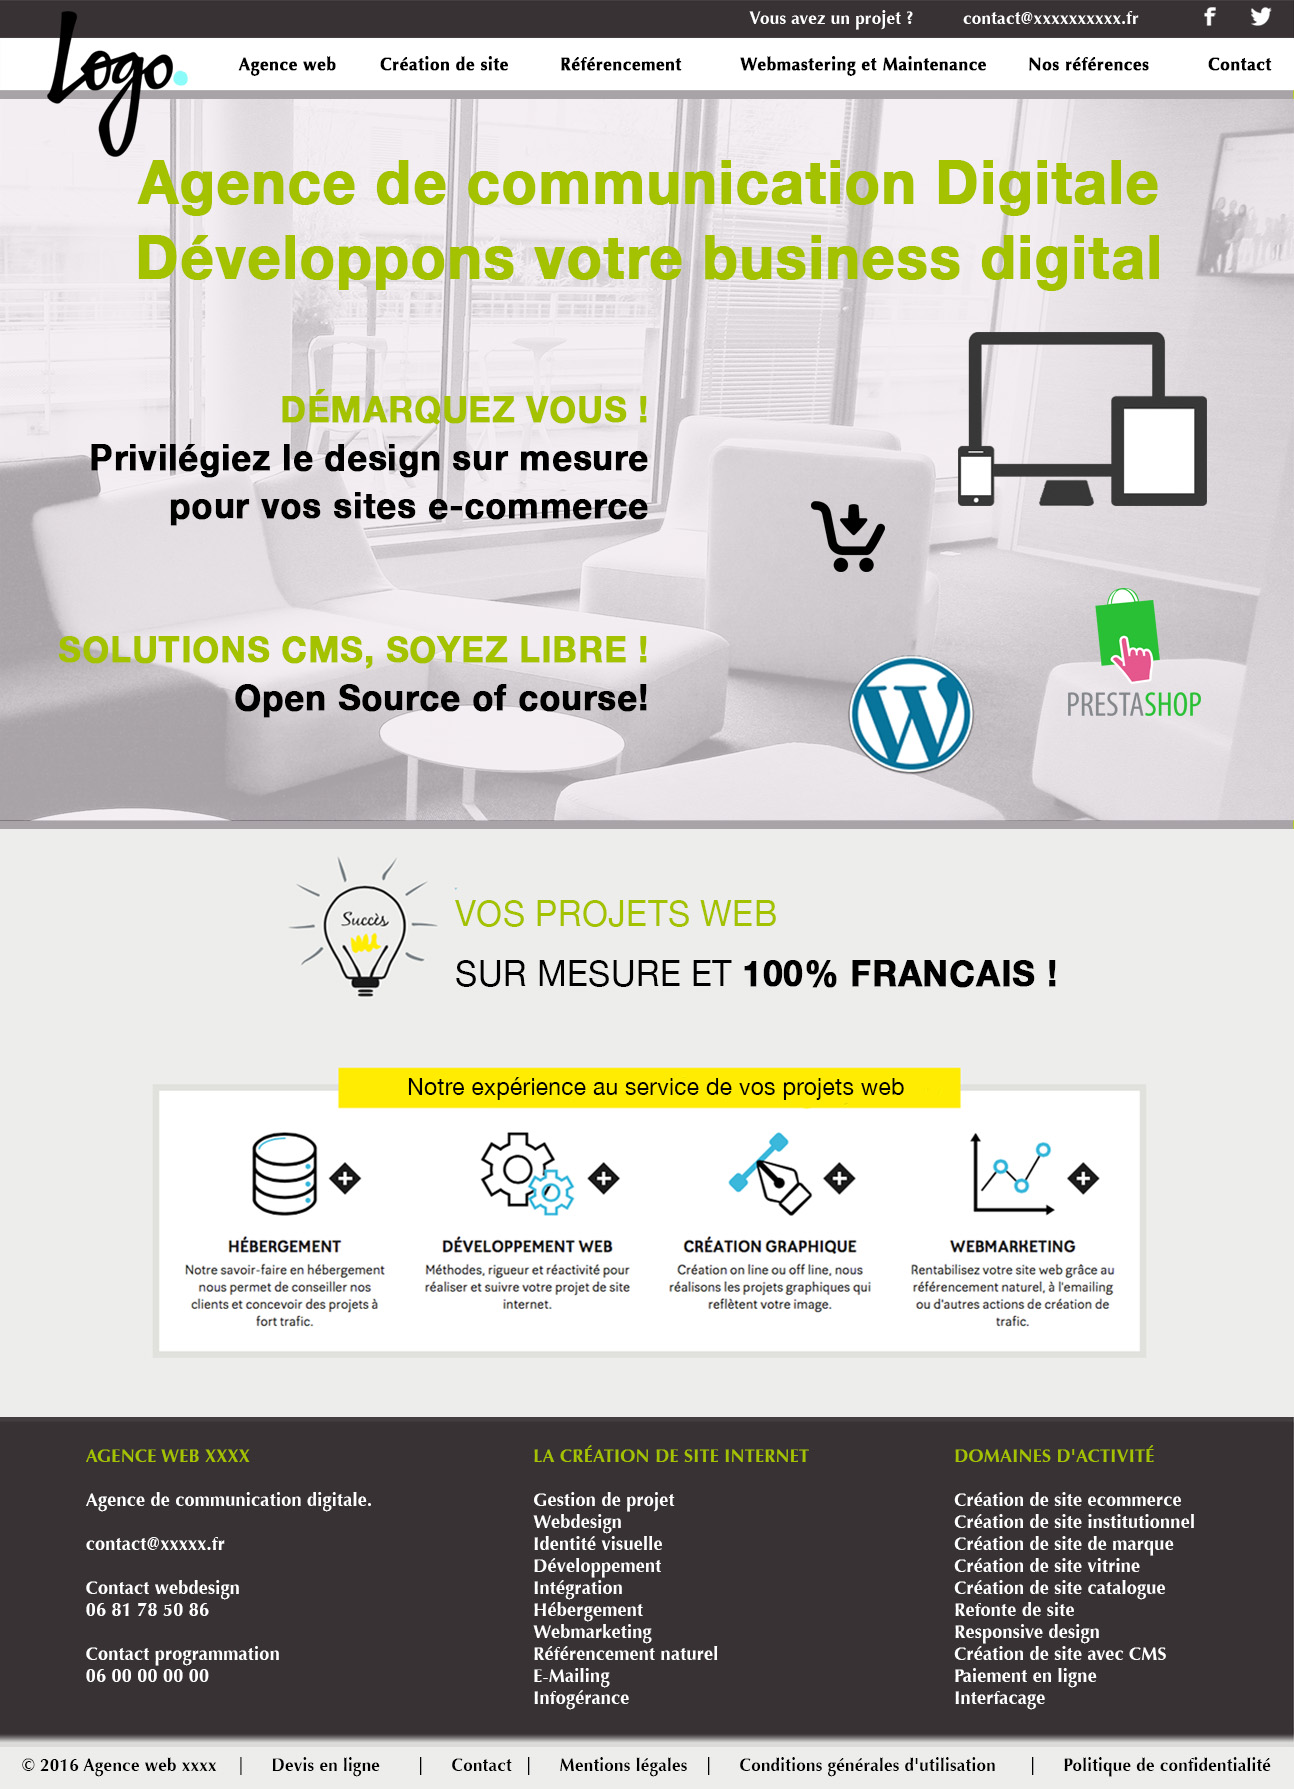 Vous avez un projet ?
contact@xxxxxxxxxx.fr
Logo.
Agence web
Création de site
Référencement
Webmastering et Maintenance
Nos références
Contact
Agence de communication Digitale
Développons votre business digital
DÉMARQUEZ VOUS !
Privilégiez le design sur mesure
pour vos sites e-commerce
SOLUTIONS CMS, SOYEZ LIBRE !
Open Source of course!
W
PRESTASHOP
Succès
VOS PROJETS WEB
SUR MESURE ET 100% FRANCAIS !
Notre expérience au service de vos projets web
HÉBERGEMENT
Notre savoir-faire en hébergement
nous permet de conseiller nos
clients et concevoir des projets à
fort trafic.
DÉVELOPPEMENT WEB
Méthodes, rigueur et réactivité pour
réaliser et suivre votre projet de site
internet.
CRÉATION GRAPHIQUE
Création on line ou off line, nous
réalisons les projets graphiques qui
reflètent votre image.
WEBMARKETING
Rentabilisez votre site web grâce au
référencement naturel, à l'emailing
ou d'autres actions de création de
trafic.
AGENCE WEB XXXX
Agence de communication digitale.
contact@xxxxx.fr
Contact webdesign
06 81 78 50 86
Contact programmation
06 00 00 00 00
LA CRÉATION DE SITE INTERNET
Gestion de projet
Webdesign
Identité visuelle
Développement
Intégration
Hébergement
Webmarketing
Référencement naturel
E-Mailing
Infogérance
DOMAINES D'ACTIVITÉ
Création de site ecommerce
Création de site institutionnel
Création de site de marque
Création de site vitrine
Création de site catalogue
Refonte de site
Responsive design
Création de site avec CMS
Paiement en ligne
Interfacage
© 2016 Agence web xxxx | Devis en ligne | Contact | Mentions légales | Conditions générales d'utilisation | Politique de confidentialité